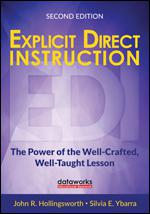 SECOND EDITION
EXPLICIT DIRECT
INSTRUCTION
EDI
The Power of the Well-Crafted,
Well-Taught Lesson
dataworks
John R. Hollingsworth • Silvia E. Ybarra